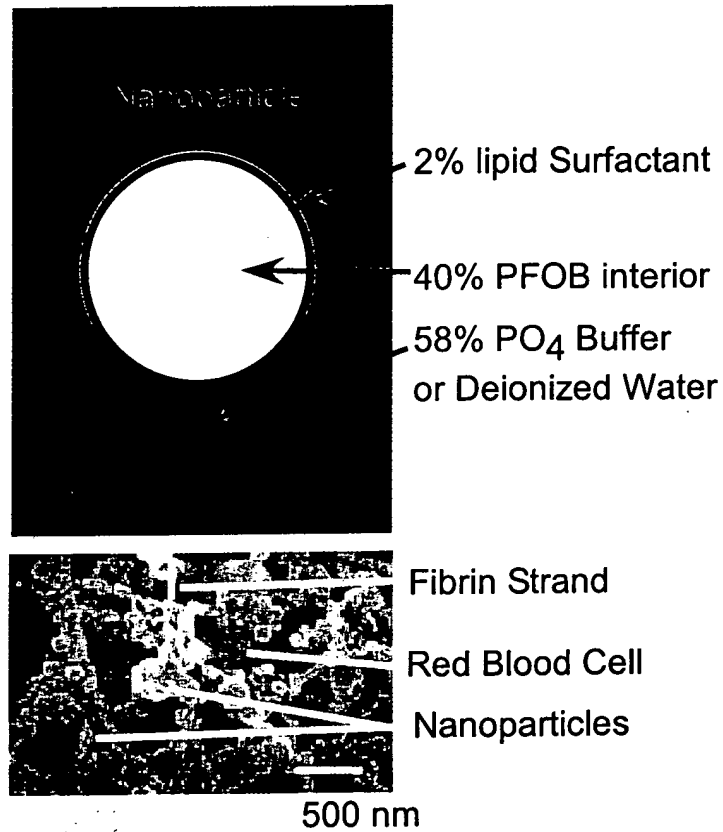 Nanoparticle
2% lipid Surfactant
40% PFOB interior
58% PO4 Buffer
or Deionized Water
Fibrin Strand
Red Blood Cell
Nanoparticles
500 nm